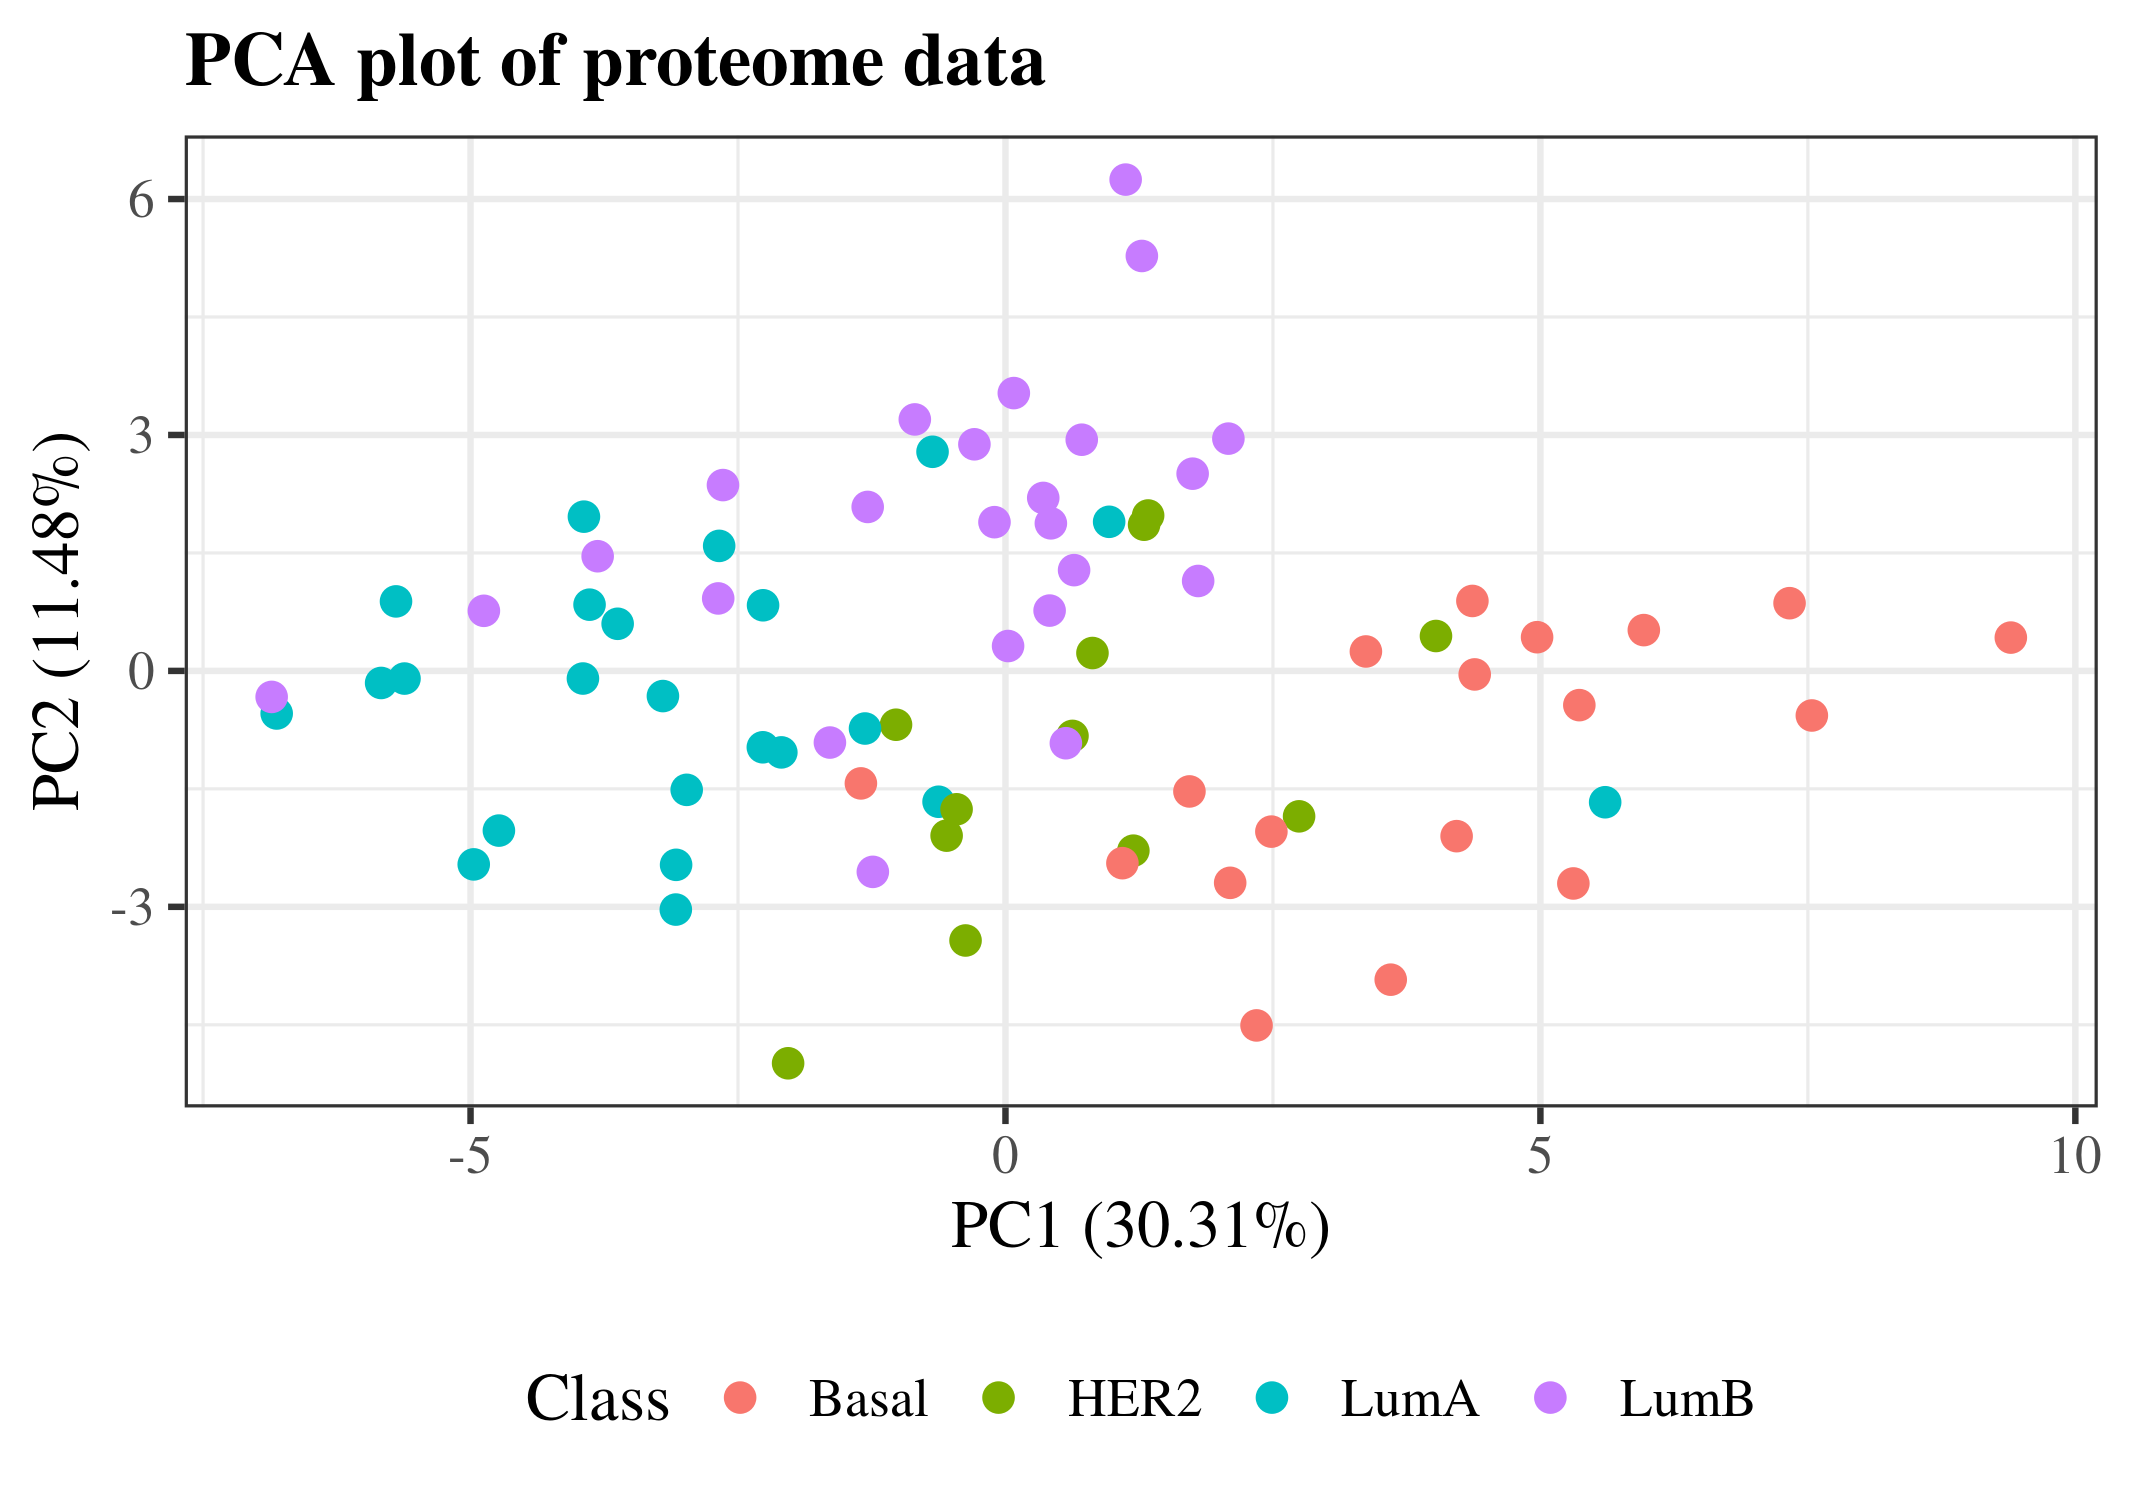 PCA plot of proteome data
PC2 (11.48%)
6
3
0
-3
-5 0 5 10
PC1 (30.31%)
Class Basal HER2 LumA LumB